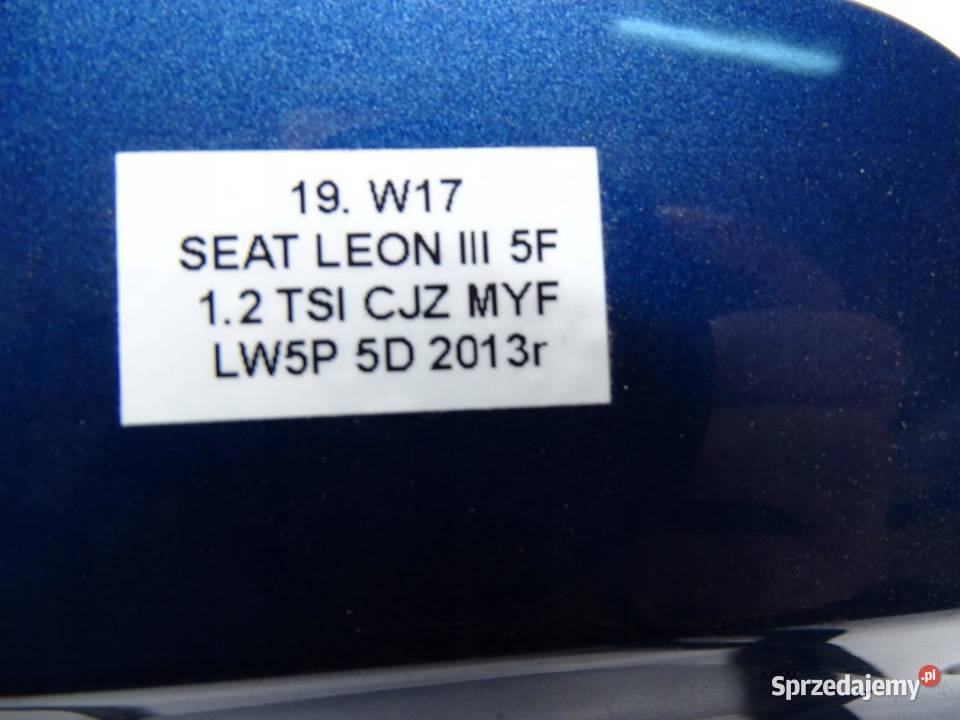 19. W17
SEAT LEON III 5F
1.2 TSI CJZ MYF
LW5P 5D 2013r
Sprzedajemy.pl